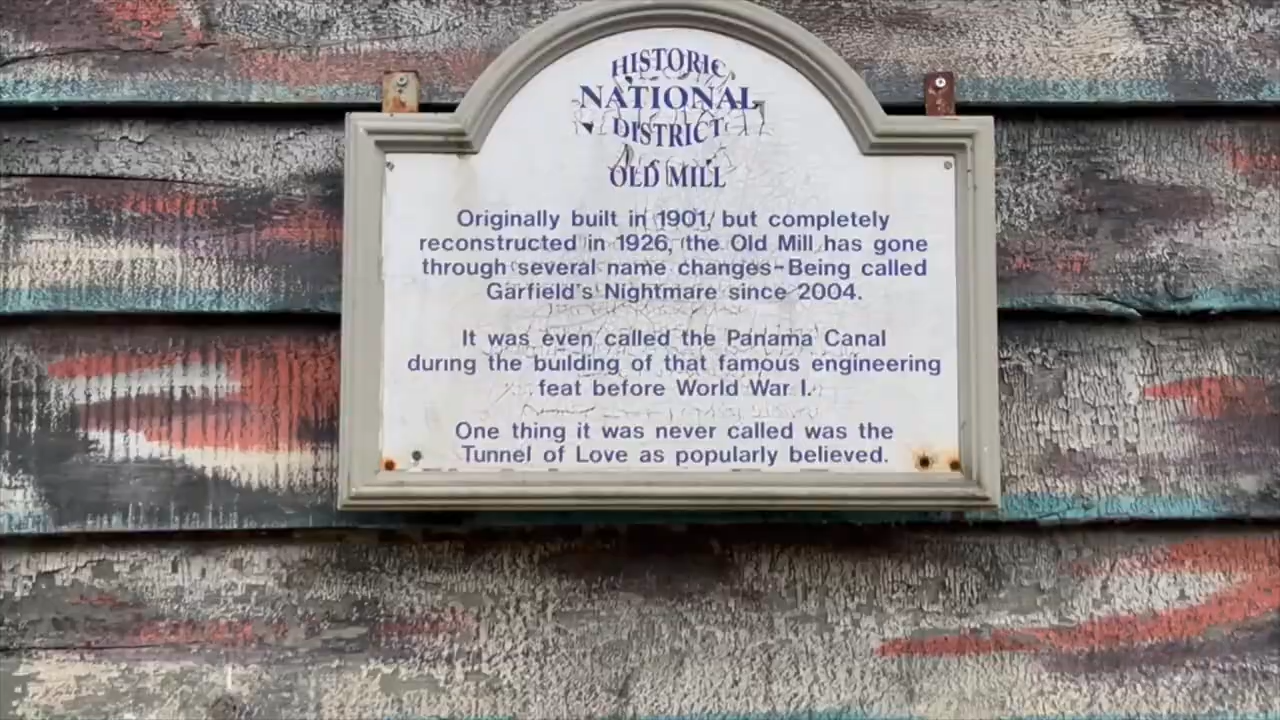 HISTORIC
NATIONAL
DISTRICT
OLD MILL
Originally built in 1901, but completely
reconstructed in 1926, the Old Mill has gone
through several name changes-Being called
Garfield's Nightmare since 2004.
It was even called the Panama Canal
during the building of that famous engineering
feat before World War I.
One thing it was never called was the
Tunnel of Love as popularly believed.